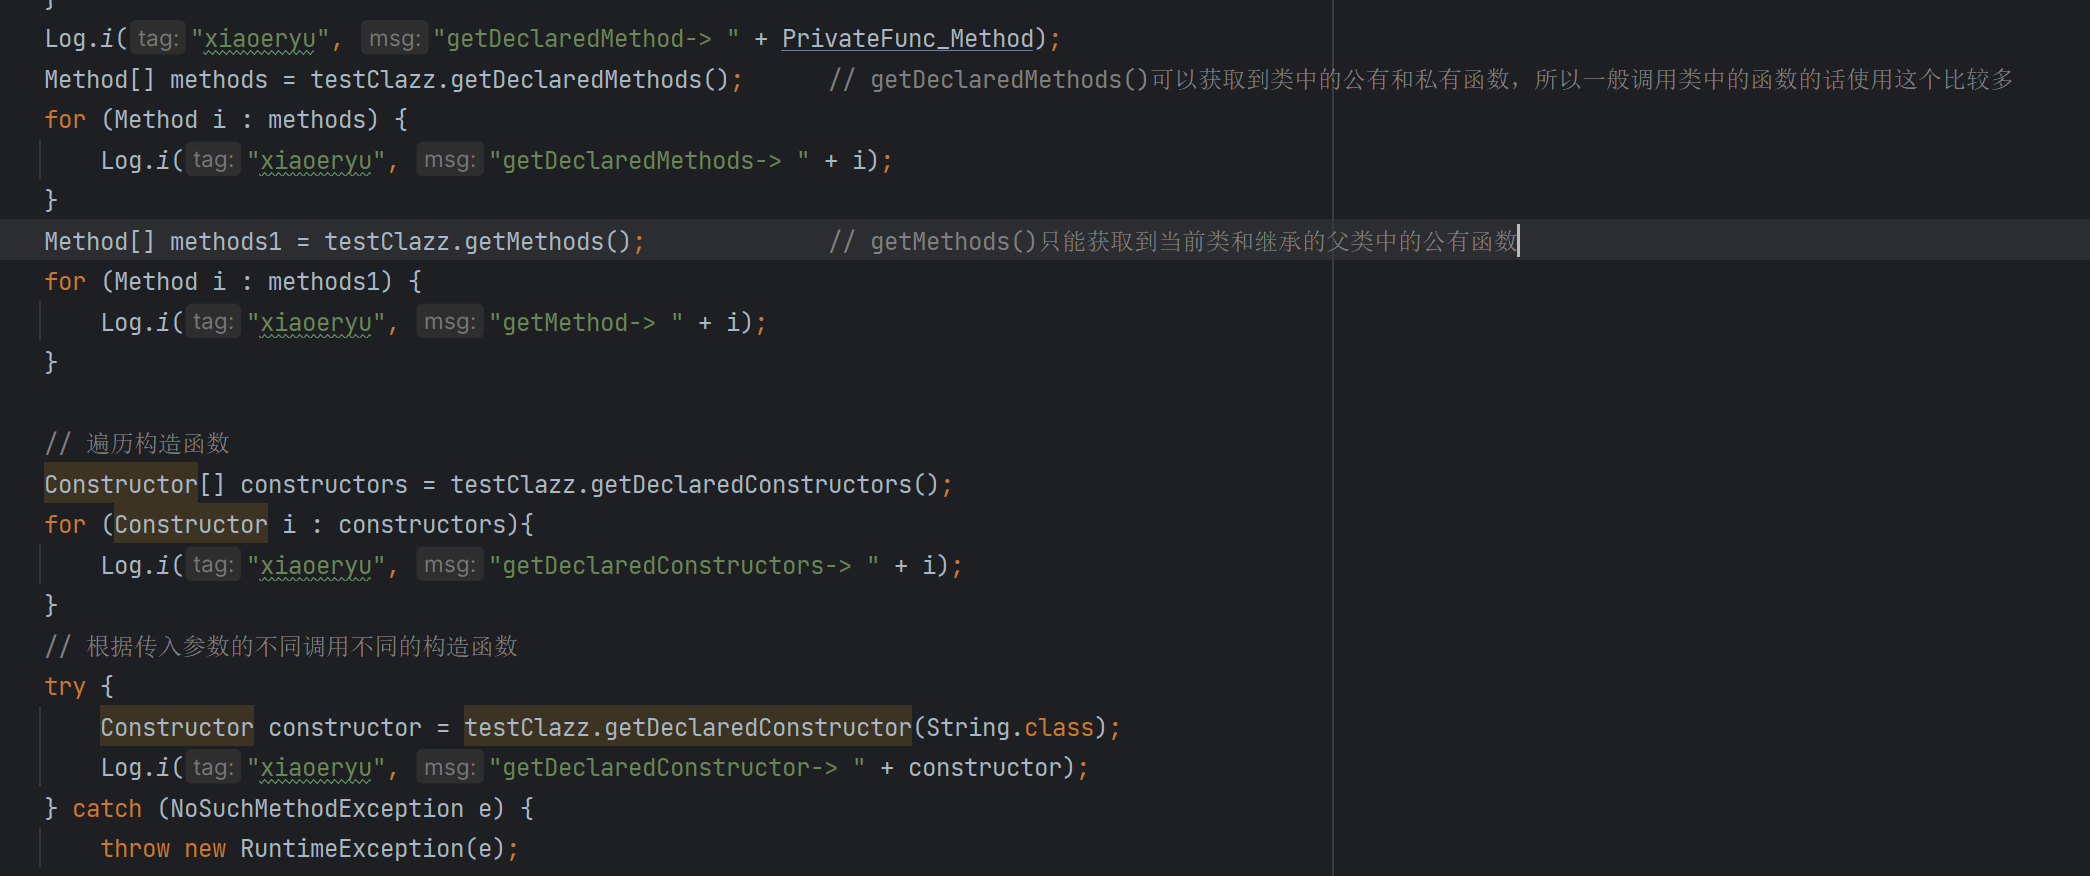 }
Log.i( tag: "xiaoeryu", msg: "getDeclaredMethod-> " + PrivateFunc_Method);
Method[] methods = testClazz.getDeclaredMethods();      // getDeclaredMethods()可以获取到类中的公有和私有函数，所以一般调用类中的函数的话使用这个比较多
for (Method i : methods) {
    Log.i( tag: "xiaoeryu", msg: "getDeclaredMethods-> " + i);
}
Method[] methods1 = testClazz.getMethods();             // getMethods()只能获取到当前类和继承的父类中的公有函数
for (Method i : methods1) {
    Log.i( tag: "xiaoeryu", msg: "getMethod-> " + i);
}
// 遍历构造函数
Constructor[] constructors = testClazz.getDeclaredConstructors();
for (Constructor i : constructors){
    Log.i( tag: "xiaoeryu", msg: "getDeclaredConstructors-> " + i);
}
// 根据传入参数的不同调用不同的构造函数
try {
    Constructor constructor = testClazz.getDeclaredConstructor(String.class);
    Log.i( tag: "xiaoeryu", msg: "getDeclaredConstructor-> " + constructor);
} catch (NoSuchMethodException e) {
    throw new RuntimeException(e);